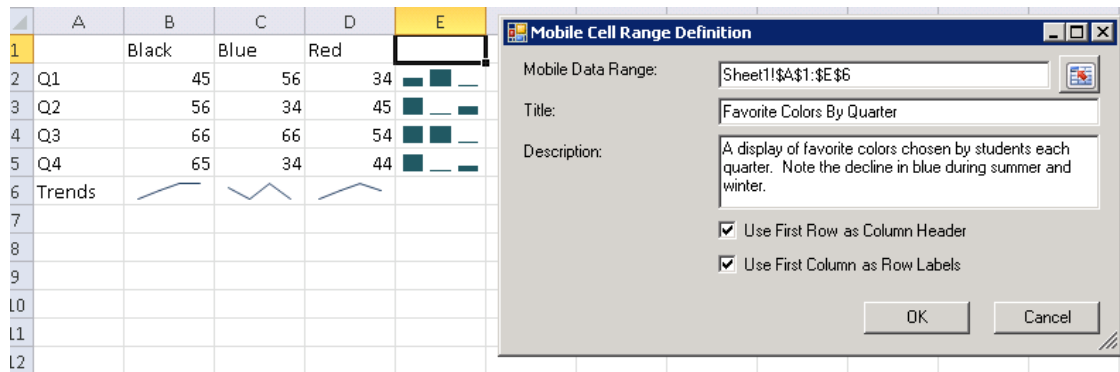 A B C D E
1 Black Blue Red
2 Q1 45 56 34
3 Q2 56 34 45
4 Q3 66 66 54
5 Q4 65 34 44
6 Trends
7
8
9
10
11
12
Mobile Cell Range Definition
Mobile Data Range: Sheet1!$A$1:$E$6
Title: Favorite Colors By Quarter
Description: A display of favorite colors chosen by students each
quarter. Note the decline in blue during summer and
winter.
Use First Row as Column Header
Use First Column as Row Labels
OK Cancel